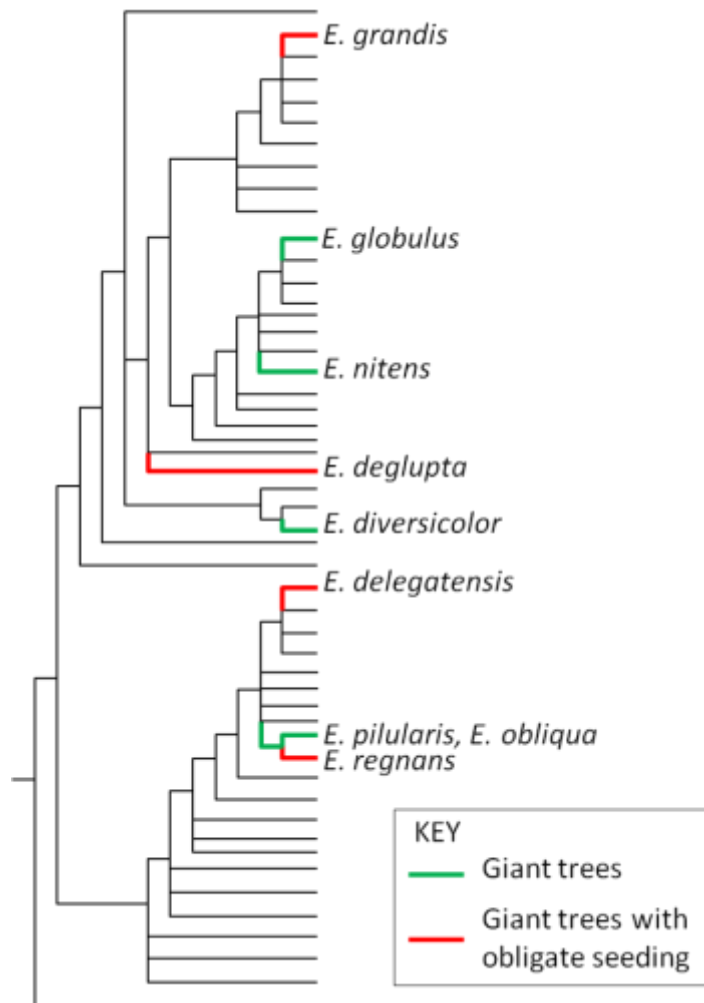 E. grandis
E. globulus
E. nitens
E. deglupta
E. diversicolor
E. delegatensis
E. pilularis, E. obliqua
E. regnans
KEY
Giant trees
Giant trees with
obligate seeding